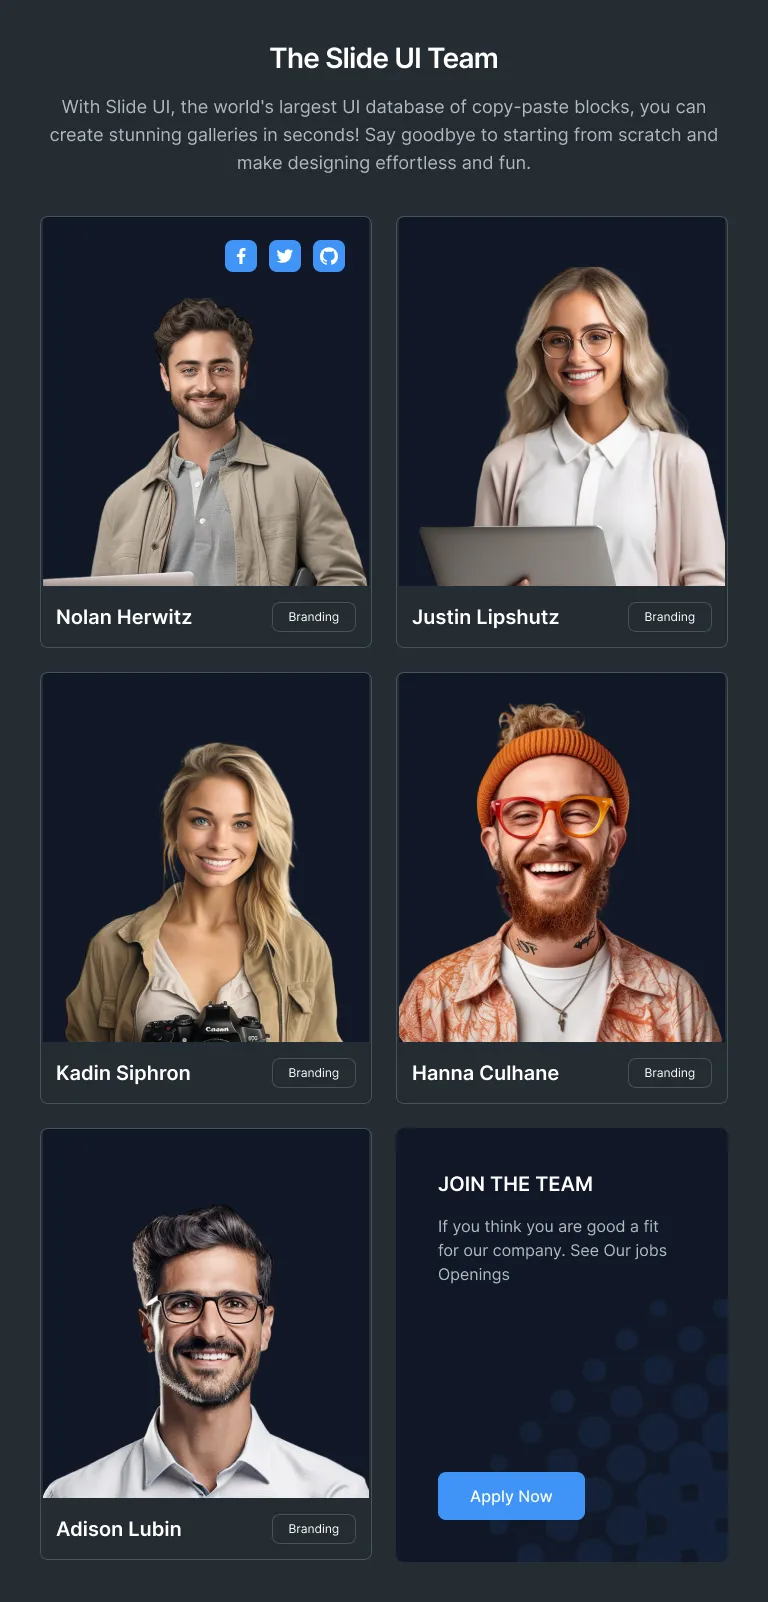 The Slide UI Team
With Slide UI, the world's largest UI database of copy-paste blocks, you can
create stunning galleries in seconds! Say goodbye to starting from scratch and
make designing effortless and fun.
Nolan Herwitz
Branding
Justin Lipshutz
Branding
Canon
Kadin Siphron
Branding
Hanna Culhane
Branding
Adison Lubin
Branding
JOIN THE TEAM
If you think you are good a fit
for our company. See Our jobs
Openings
Apply Now